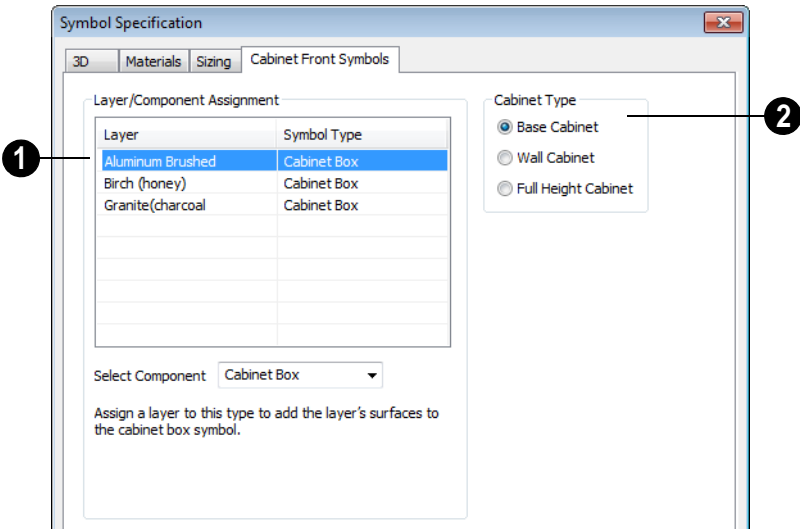 Symbol Specification
3D Materials Sizing Cabinet Front Symbols
Layer/Component Assignment
Layer Symbol Type
Aluminum Brushed Cabinet Box
Birch (honey) Cabinet Box
Granite(charcoal Cabinet Box
Select Component Cabinet Box
Assign a layer to this type to add the layer's surfaces to
the cabinet box symbol.
1
Cabinet Type
Base Cabinet
Wall Cabinet
Full Height Cabinet
2